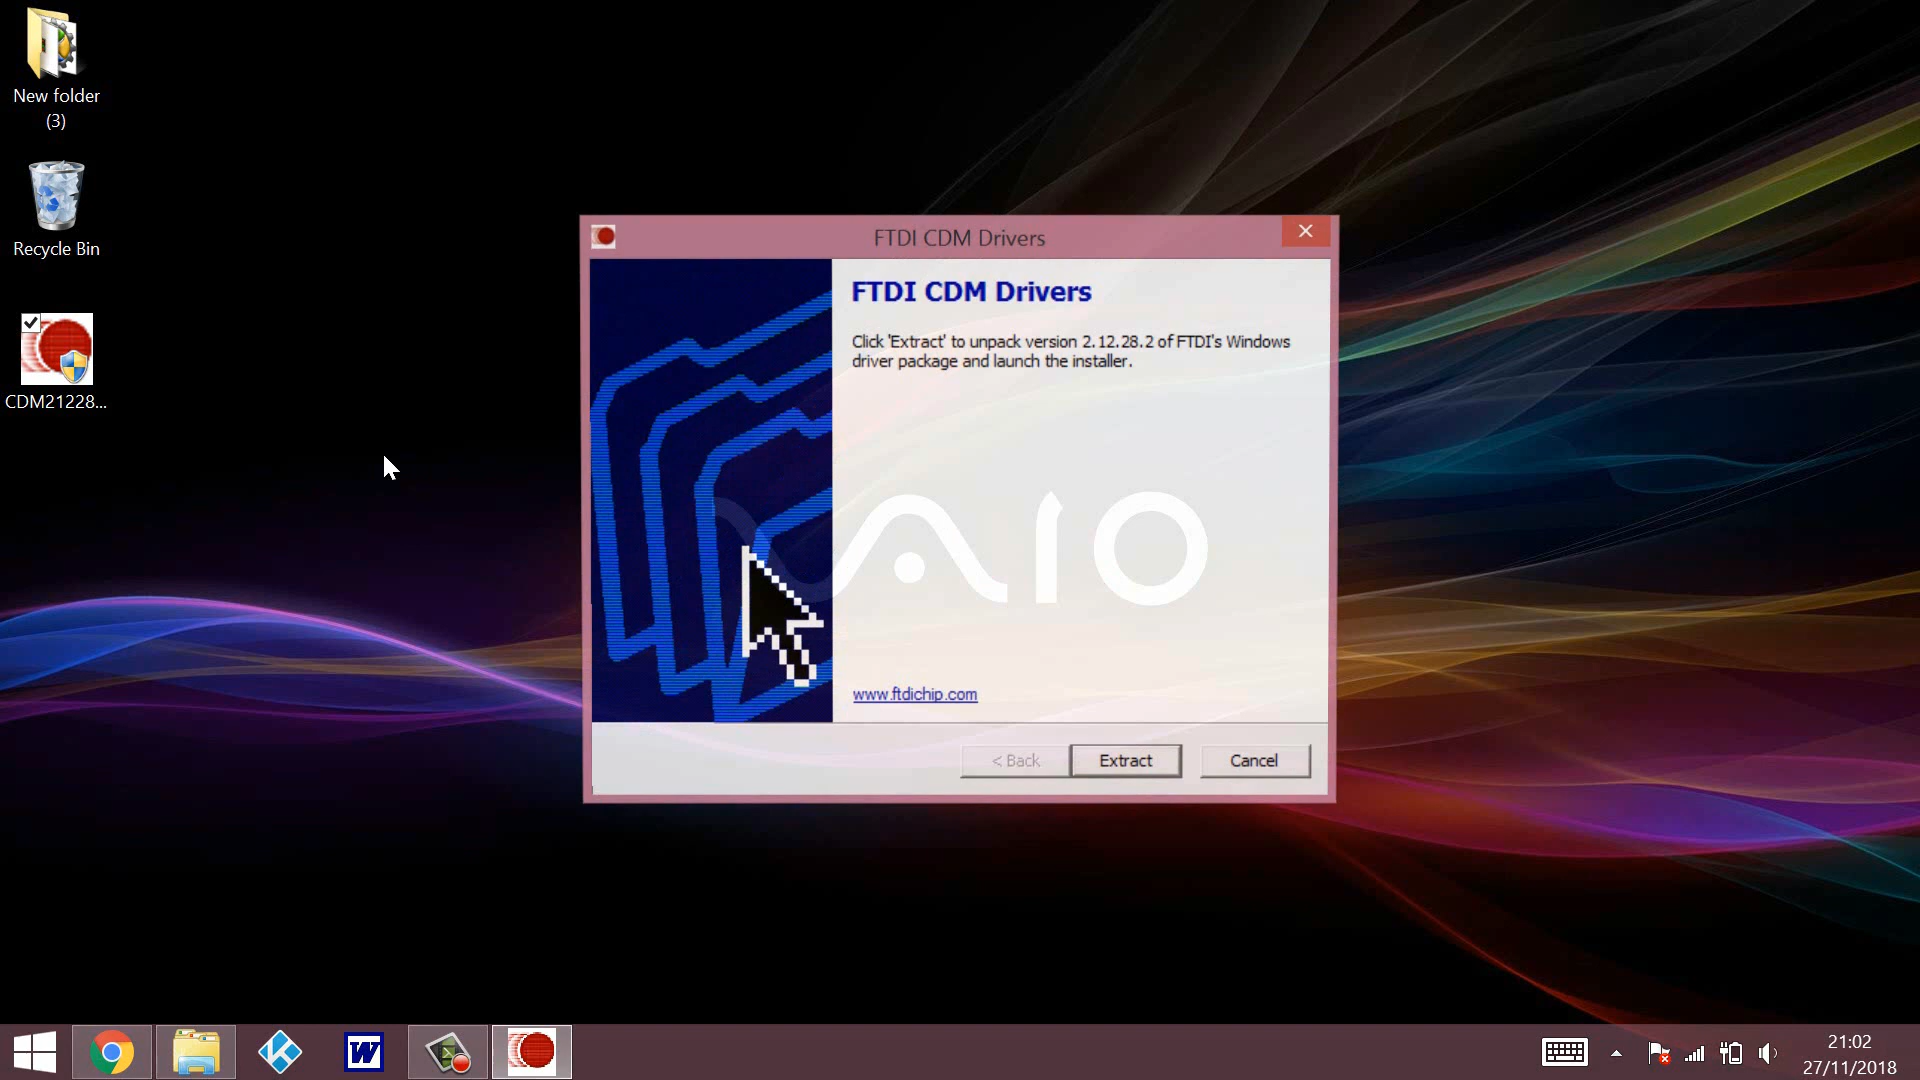 New folder
(3)
Recycle Bin
CDM21228...
FTDI CDM Drivers
FTDI CDM Drivers
Click 'Extract' to unpack version 2.12.28.2 of FTDI's Windows
driver package and launch the installer.
VAIO
www.ftdichip.com
< Back
Extract
Cancel
W
21:02
27/11/2018